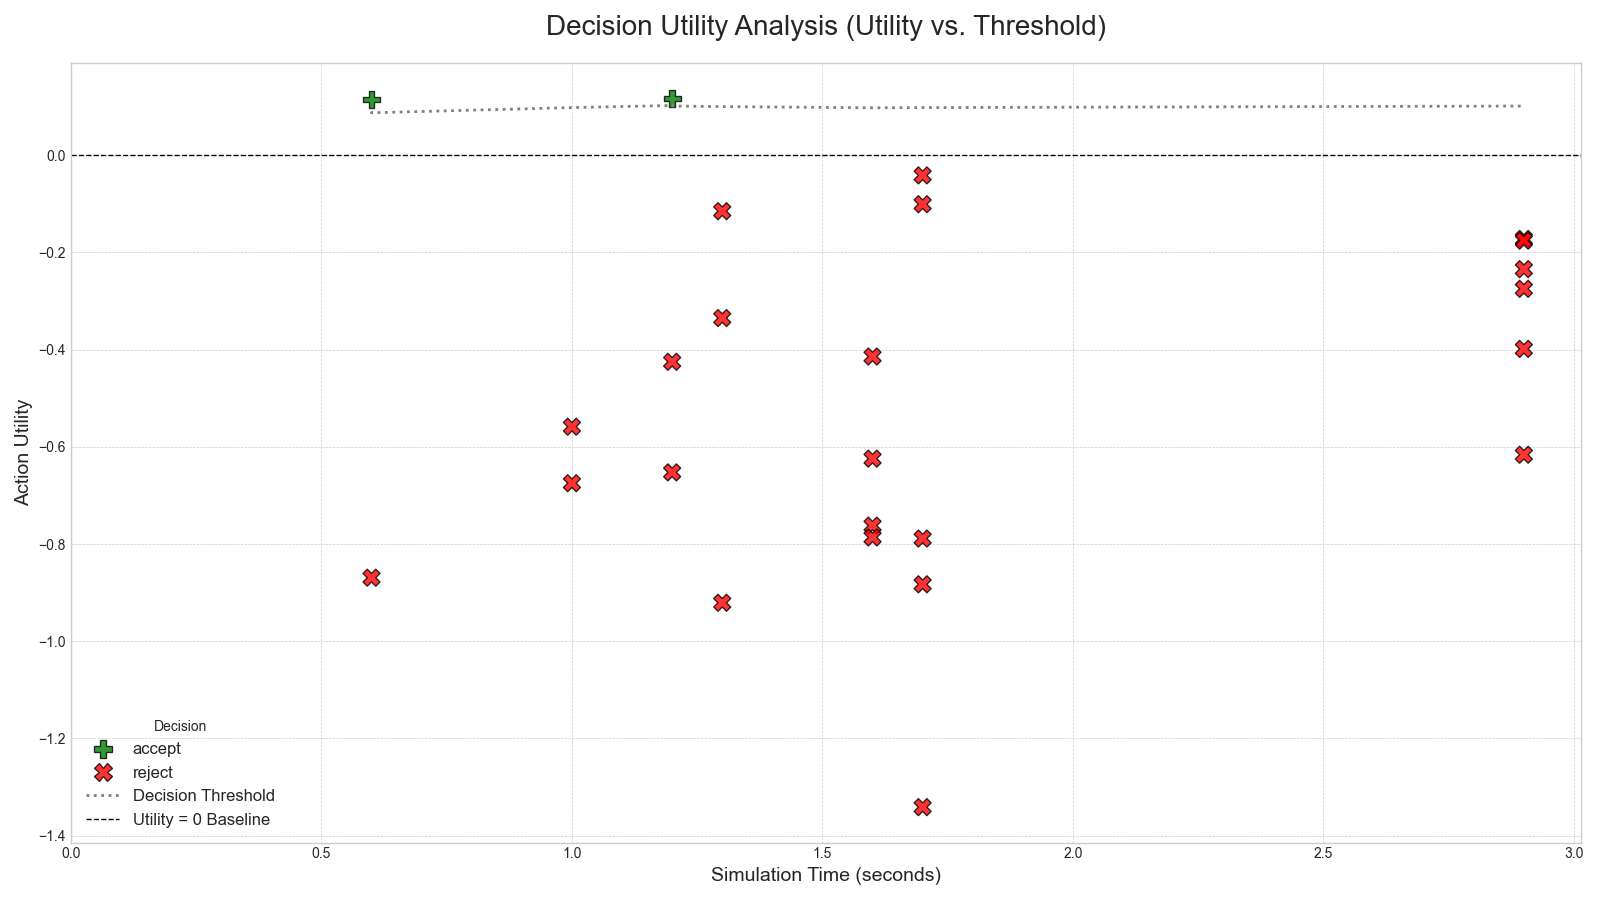 Decision Utility Analysis (Utility vs. Threshold)
Action Utility
0.0
−0.2
−0.4
−0.6
−0.8
−1.0
−1.2
−1.4
Decision
accept
reject
Decision Threshold
Utility = 0 Baseline
0.0 0.5 1.0 1.5 2.0 2.5 3.0
Simulation Time (seconds)